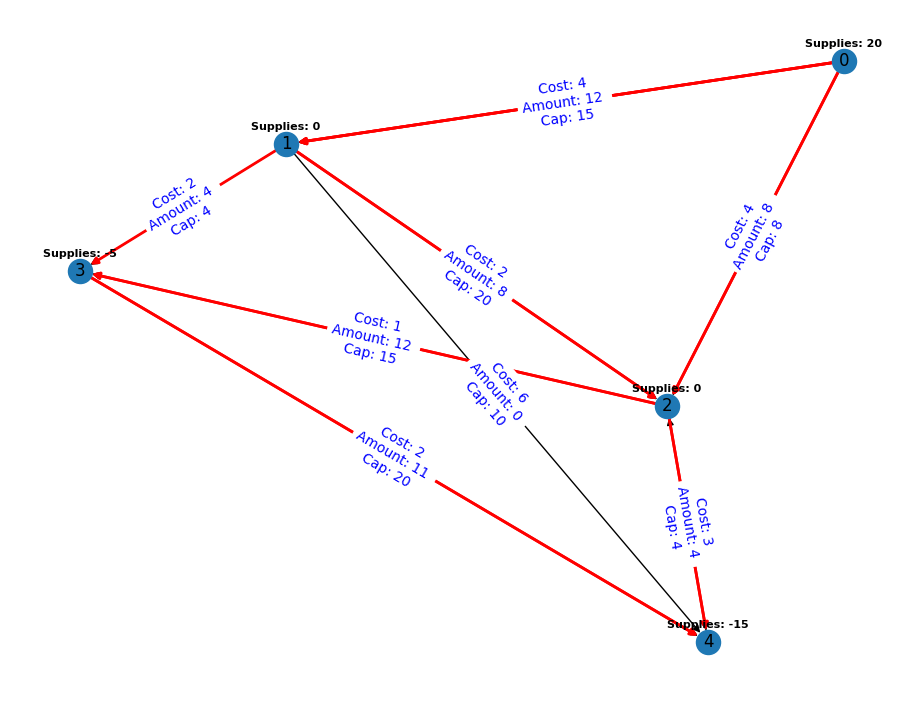 Supplies: 20
0
Cost: 4
Amount: 12
Cap: 15
Supplies: 0
1
Cost: 2
Amount: 4
Cap: 4
Cost: 4
Amount: 8
Cap: 8
Supplies: -5
3
Cost: 2
Amount: 8
Cap: 20
Cost: 1
Amount: 12
Cap: 15
Cost: 6
Amount: 0
Cap: 10
Supplies: 0
2
Cost: 2
Amount: 11
Cap: 20
Cost: 3
Amount: 4
Cap: 4
Supplies: -15
4